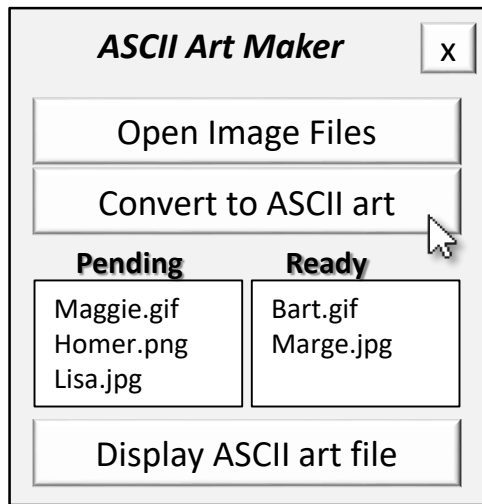 ASCII Art Maker
x
Open Image Files
Convert to ASCII art
Pending
Ready
Maggie.gif
Homer.png
Lisa.jpg
Bart.gif
Marge.jpg
Display ASCII art file